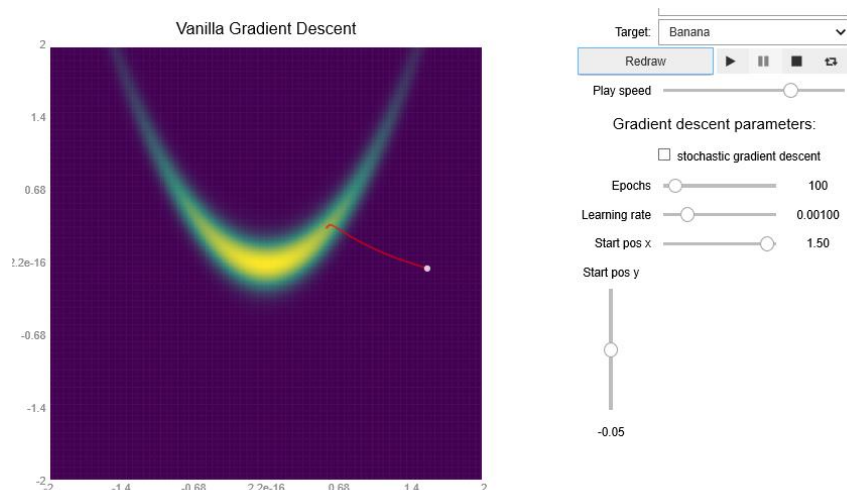 Vanilla Gradient Descent
2
1.4
0.68
2.2e-16
-0.68
-1.4
-2
-2
-1.4
-0.68
2.2e-16
0.68
1.4
2
Target: Banana
Redraw
Play speed
Gradient descent parameters:
stochastic gradient descent
Epochs 100
Learning rate 0.00100
Start pos x 1.50
Start pos y
-0.05